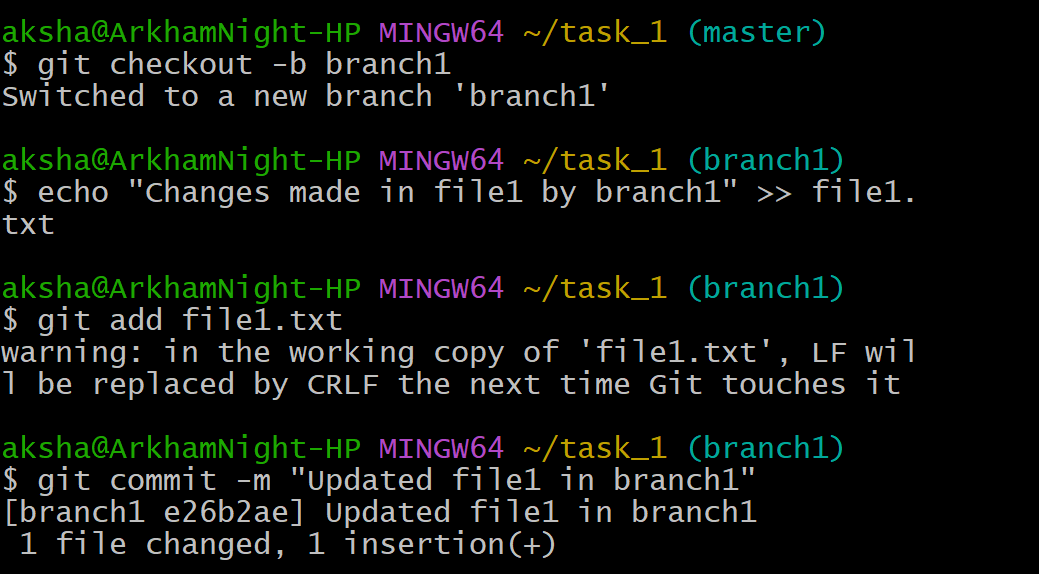 aksha@ArkhamNight-HP MINGW64 ~/task_1 (master)
$ git checkout -b branch1
Switched to a new branch 'branch1'
aksha@ArkhamNight-HP MINGW64 ~/task_1 (branch1)
$ echo "Changes made in file1 by branch1" >> file1.
txt
aksha@ArkhamNight-HP MINGW64 ~/task_1 (branch1)
$ git add file1.txt
warning: in the working copy of 'file1.txt', LF wil
l be replaced by CRLF the next time Git touches it
aksha@ArkhamNight-HP MINGW64 ~/task_1 (branch1)
$ git commit -m "Updated file1 in branch1"
[branch1 e26b2ae] Updated file1 in branch1
 1 file changed, 1 insertion(+)